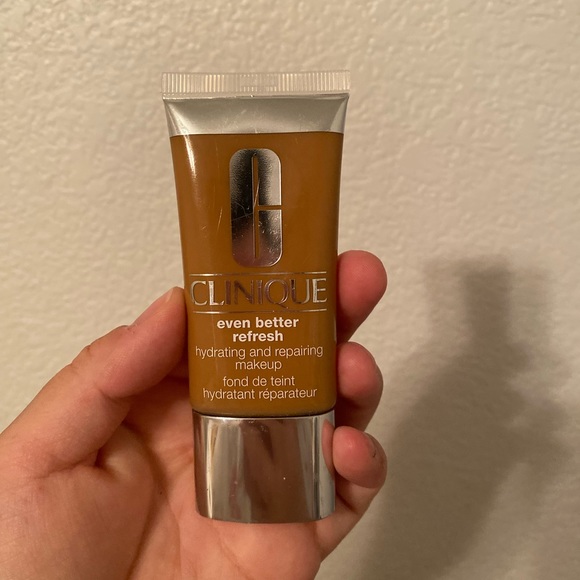 CLINIQUE
even better
refresh
hydrating and repairing
makeup
fond de teint
hydratant réparateur